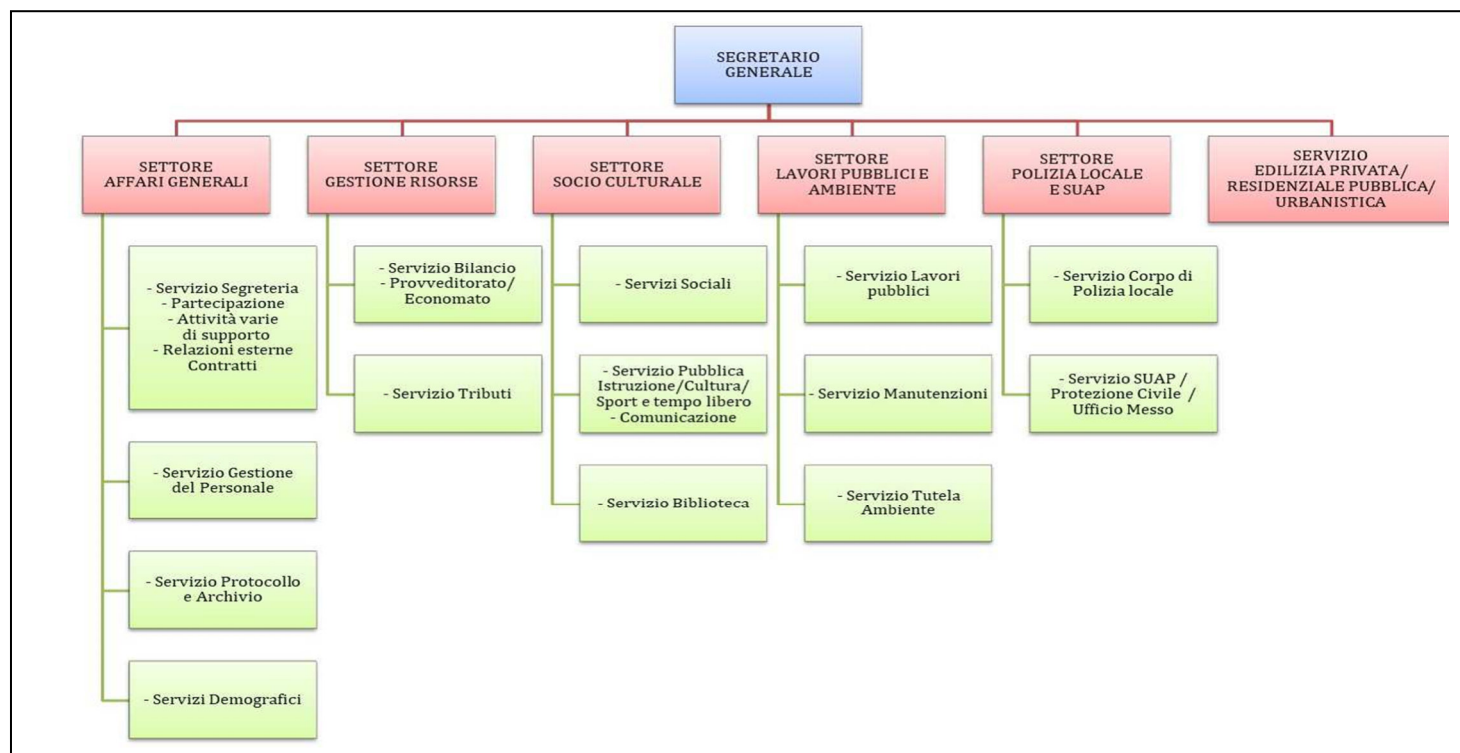 SEGRETARIO
GENERALE
SETTORE
AFFARI GENERALI
SETTORE
GESTIONE RISORSE
SETTORE
SOCIO CULTURALE
SETTORE
LAVORI PUBBLICI E
AMBIENTE
SETTORE
POLIZIA LOCALE
E SUAP
SERVIZIO
EDILIZIA PRIVATA/
RESIDENZIALE PUBBLICA/
URBANISTICA
- Servizio Segreteria
- Partecipazione
- Attività varie
di supporto
- Relazioni esterne
Contratti
- Servizio Gestione
del Personale
- Servizio Protocollo
e Archivio
- Servizi Demografici
- Servizio Bilancio
- Provveditorato/
Economato
- Servizio Tributi
- Servizi Sociali
- Servizio Pubblica
Istruzione/Cultura/
Sport e tempo libero
- Comunicazione
- Servizio Biblioteca
- Servizio Lavori
pubblici
- Servizio Manutenzioni
- Servizio Tutela
Ambiente
- Servizio Corpo di
Polizia locale
- Servizio SUAP /
Protezione Civile /
Ufficio Messo